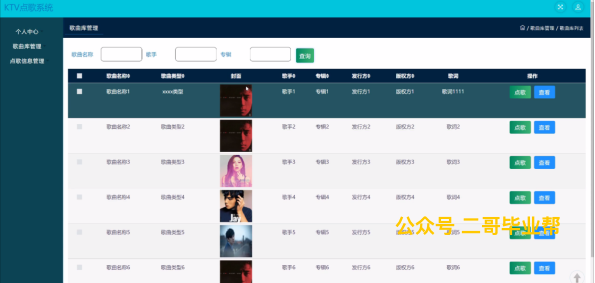 KTV点歌系统
个人中心
歌曲库管理
点歌信息管理
歌曲库管理
/ 歌曲库管理 / 歌曲库列表
歌曲名称 歌手 专辑 查询
歌曲名称 歌曲类型 封面 歌手 专辑 发行方 版权方 歌词 操作
歌曲名称1 xxxx类型 歌手1 专辑1 发行方1 版权方1 歌词1111 点歌 查看
歌曲名称2 歌曲类型2 歌手2 专辑2 发行方2 版权方2 歌词2 点歌 查看
歌曲名称3 歌曲类型3 歌手3 专辑3 发行方3 版权方3 歌词3 点歌 查看
歌曲名称4 歌曲类型4 Jay 歌手4 专辑4 发行方4 版权方4 歌词4 点歌 查看
公众号 二哥毕业帮
歌曲名称5 歌曲类型5 歌手5 专辑5 发行方5 版权方5 歌词5 点歌 查看
歌曲名称6 歌曲类型6 歌手6 专辑6 发行方6 版权方6 歌词6 点歌 查看